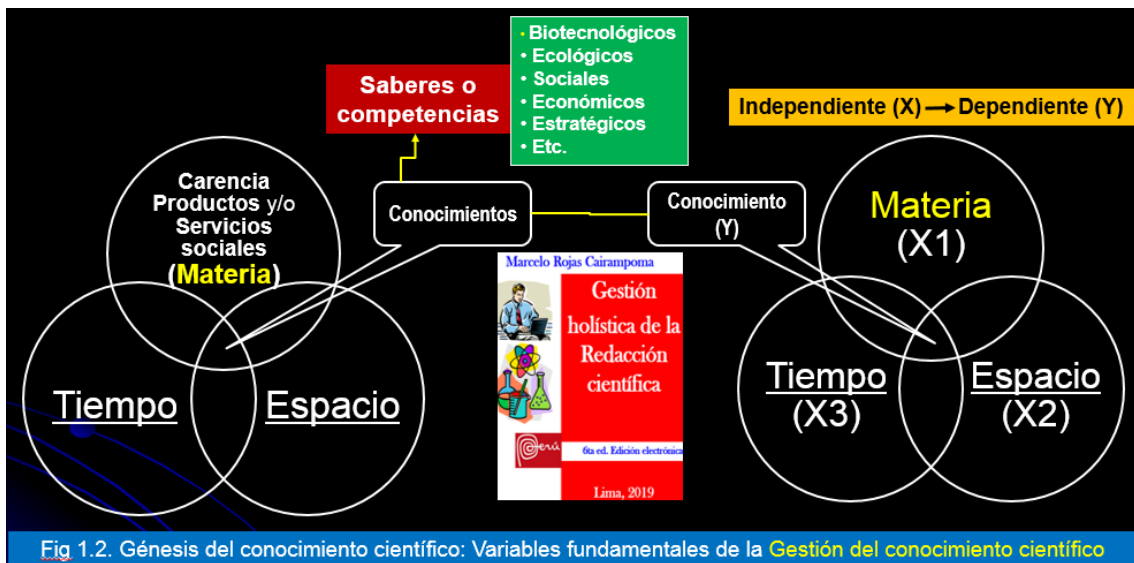 • Biotecnológicos
• Ecológicos
• Sociales
• Económicos
• Estratégicos
• Etc.
Saberes o
competencias
Independiente (X) → Dependiente (Y)
Carencia
Productos y/o
Servicios
sociales
(Materia)
Tiempo
Espacio
Conocimientos
Conocimiento
(Y)
Materia
(X1)
Tiempo
(X3)
Espacio
(X2)
Marcelo Rojas Cairampoma
Gestión
holística de la
Redacción
científica
Perú
6ta ed. Edición electrónica
Lima, 2019
Fig 1.2. Génesis del conocimiento científico: Variables fundamentales de la Gestión del conocimiento científico